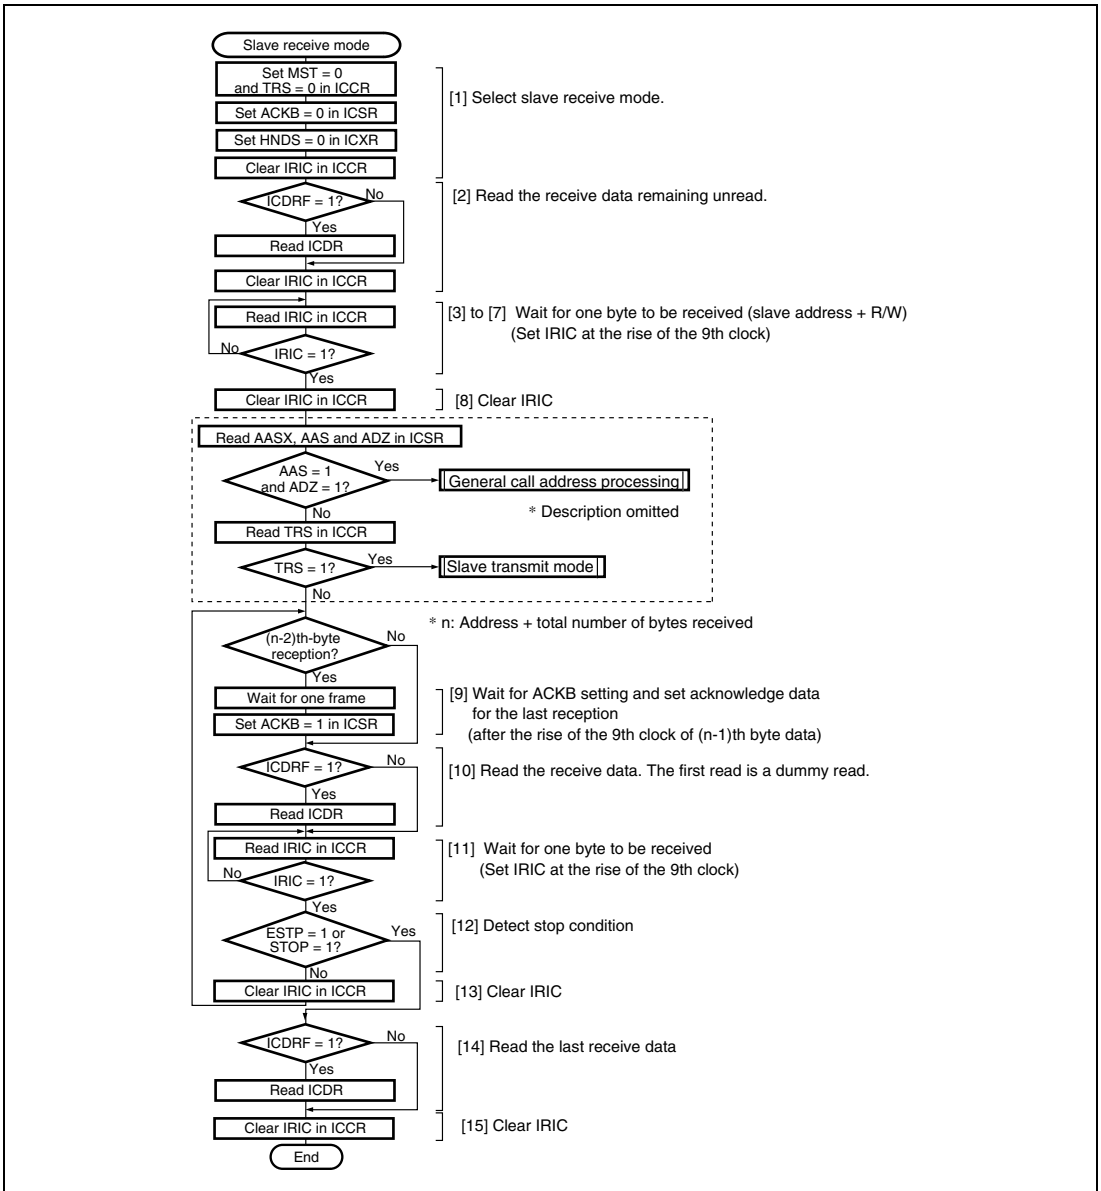 Slave receive mode
Set MST = 0
and TRS = 0 in ICCR
[1] Select slave receive mode.
Set ACKB = 0 in ICSR
Set HNDS = 0 in ICXR
Clear IRIC in ICCR
ICDRF = 1?
No
[2] Read the receive data remaining unread.
Yes
Read ICDR
Clear IRIC in ICCR
Read IRIC in ICCR
[3] to [7] Wait for one byte to be received (slave address + R/W)
(Set IRIC at the rise of the 9th clock)
No
IRIC = 1?
Yes
Clear IRIC in ICCR
[8] Clear IRIC
Read AASX, AAS and ADZ in ICSR
AAS = 1
and ADZ = 1?
Yes
General call address processing
* Description omitted
No
Read TRS in ICCR
TRS = 1?
Yes
Slave transmit mode
No
* n: Address + total number of bytes received
(n-2)th-byte
reception?
No
Yes
Wait for one frame
[9] Wait for ACKB setting and set acknowledge data
for the last reception
(after the rise of the 9th clock of (n-1)th byte data)
Set ACKB = 1 in ICSR
ICDRF = 1?
No
[10] Read the receive data. The first read is a dummy read.
Yes
Read ICDR
Read IRIC in ICCR
[11] Wait for one byte to be received
(Set IRIC at the rise of the 9th clock)
No
IRIC = 1?
Yes
ESTP = 1 or
STOP = 1?
Yes
[12] Detect stop condition
No
Clear IRIC in ICCR
[13] Clear IRIC
ICDRF = 1?
No
[14] Read the last receive data
Yes
Read ICDR
Clear IRIC in ICCR
[15] Clear IRIC
End